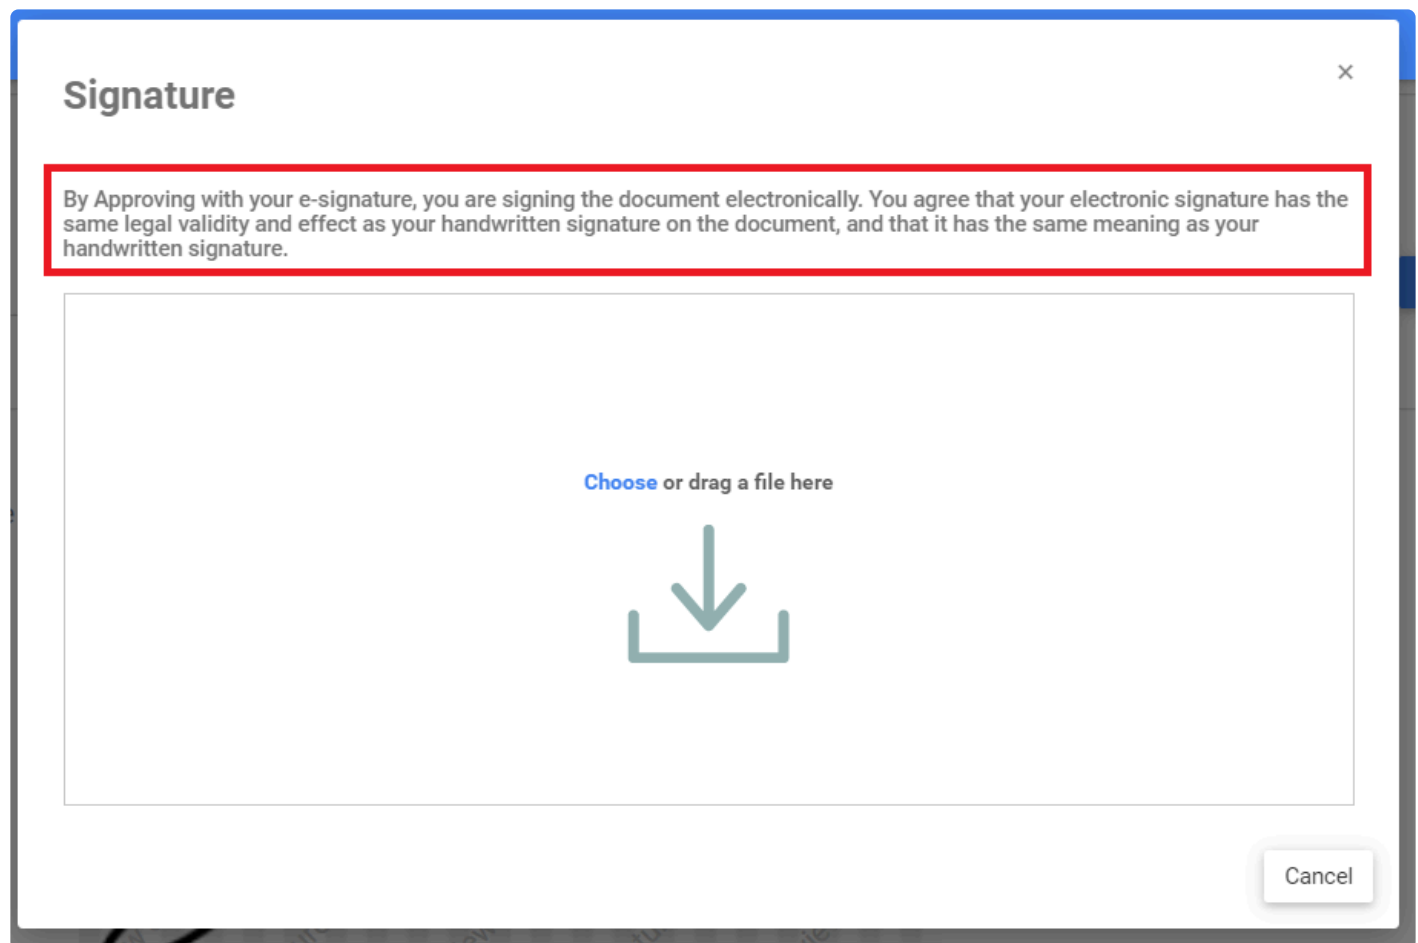 Signature
×
By Approving with your e-signature, you are signing the document electronically. You agree that your electronic signature has the
same legal validity and effect as your handwritten signature on the document, and that it has the same meaning as your
handwritten signature.
Choose or drag a file here
Cancel